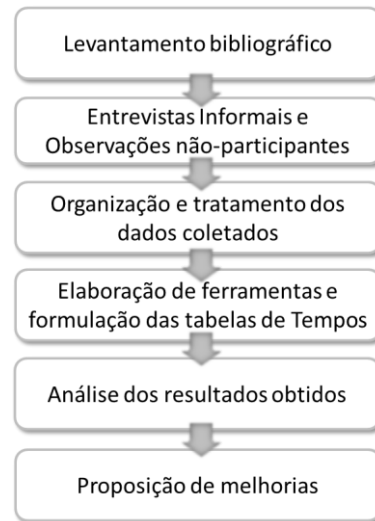 Levantamento bibliográfico
Entrevistas Informais e
Observações não-participantes
Organização e tratamento dos
dados coletados
Elaboração de ferramentas e
formulação das tabelas de Tempos
Análise dos resultados obtidos
Proposição de melhorias